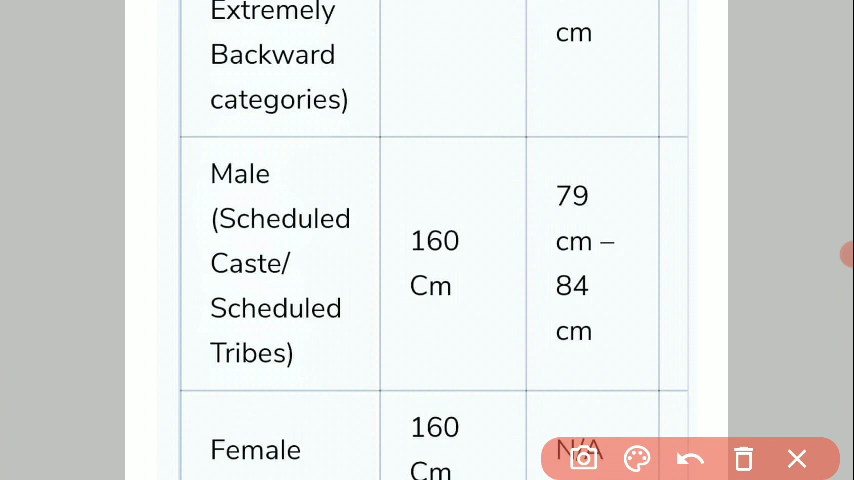 Extremely
Backward
categories)
cm
Male
(Scheduled
Caste/
Scheduled
Tribes)
160
Cm
79
cm –
84
cm
Female
160
Cm
N/A